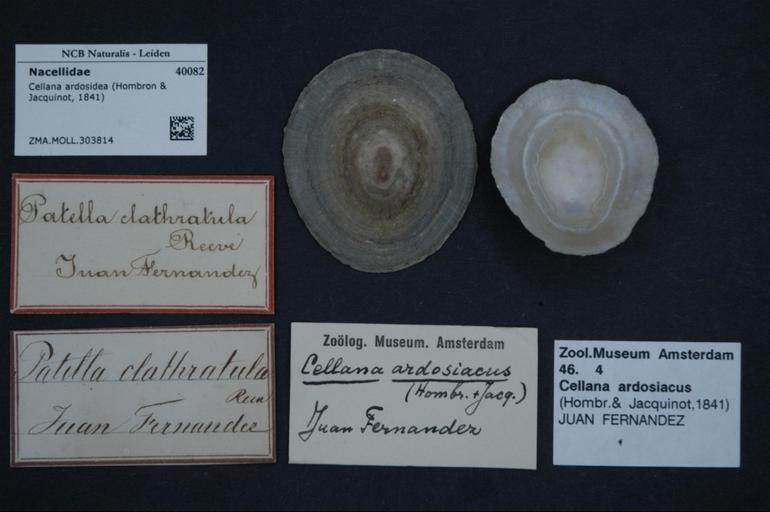 NCB Naturalis - Leiden
Nacellidae 40082
Cellana ardosidea (Hombron &
Jacquinot, 1841)
ZMA.MOLL.303814
Patella clathratula
Reeve
Juan Fernandez
Patella clathratula
Reeve
Juan Fernandez
Zoölog. Museum. Amsterdam
Cellana ardosiacus
(Hombr. + Jacq.)
Juan Fernandez
Zool.Museum Amsterdam
46. 4
Cellana ardosiacus
(Hombr.& Jacquinot,1841)
JUAN FERNANDEZ